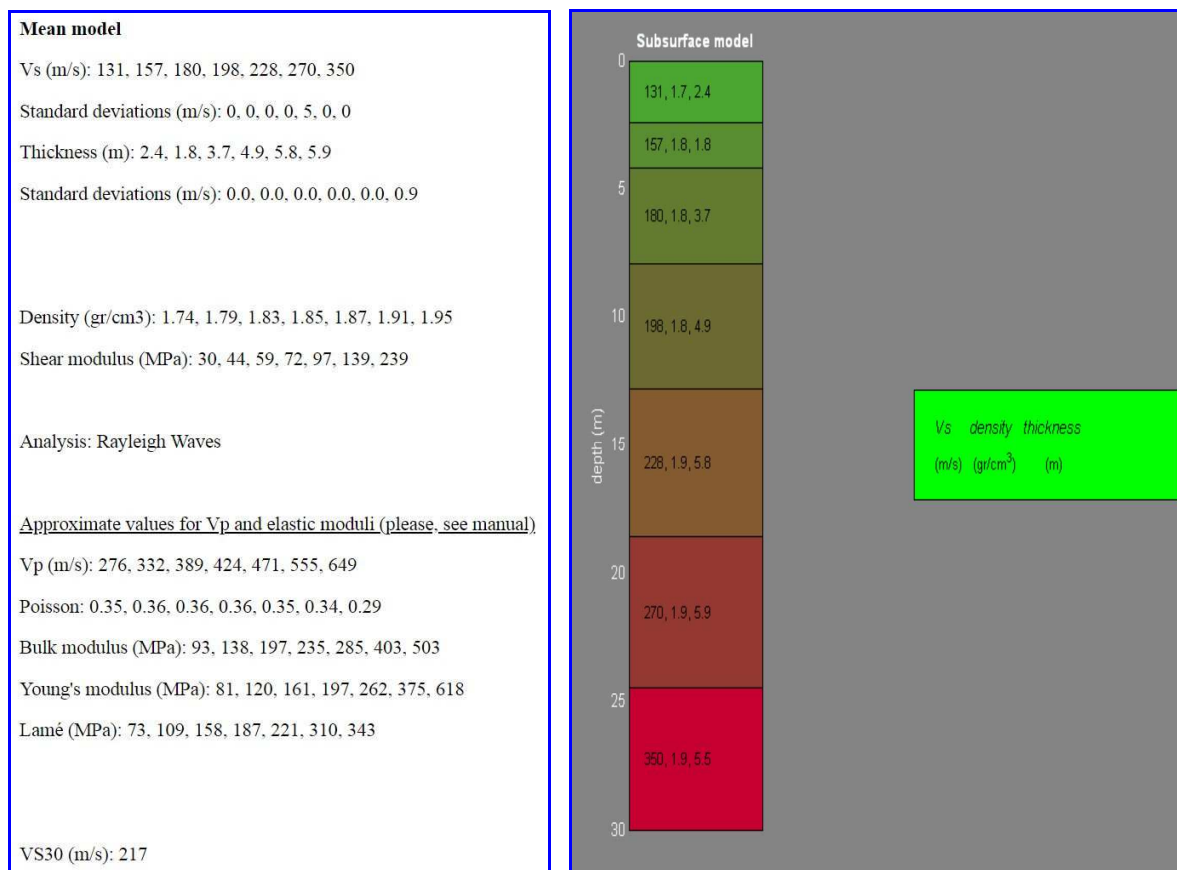 Mean model
Vs (m/s): 131, 157, 180, 198, 228, 270, 350
Standard deviations (m/s): 0, 0, 0, 0, 5, 0, 0
Thickness (m): 2.4, 1.8, 3.7, 4.9, 5.8, 5.9
Standard deviations (m/s): 0.0, 0.0, 0.0, 0.0, 0.0, 0.9
Density (gr/cm3): 1.74, 1.79, 1.83, 1.85, 1.87, 1.91, 1.95
Shear modulus (MPa): 30, 44, 59, 72, 97, 139, 239
Analysis: Rayleigh Waves
Approximate values for Vp and elastic moduli (please, see manual)
Vp (m/s): 276, 332, 389, 424, 471, 555, 649
Poisson: 0.35, 0.36, 0.36, 0.36, 0.35, 0.34, 0.29
Bulk modulus (MPa): 93, 138, 197, 235, 285, 403, 503
Young's modulus (MPa): 81, 120, 161, 197, 262, 375, 618
Lamé (MPa): 73, 109, 158, 187, 221, 310, 343
VS30 (m/s): 217
Subsurface model
0
131, 1.7, 2.4
157, 1.8, 1.8
5
180, 1.8, 3.7
10
198, 1.8, 4.9
depth (m)
15
228, 1.9, 5.8
20
270, 1.9, 5.9
25
350, 1.9, 5.5
30
Vs density thickness
(m/s) (gr/cm3) (m)